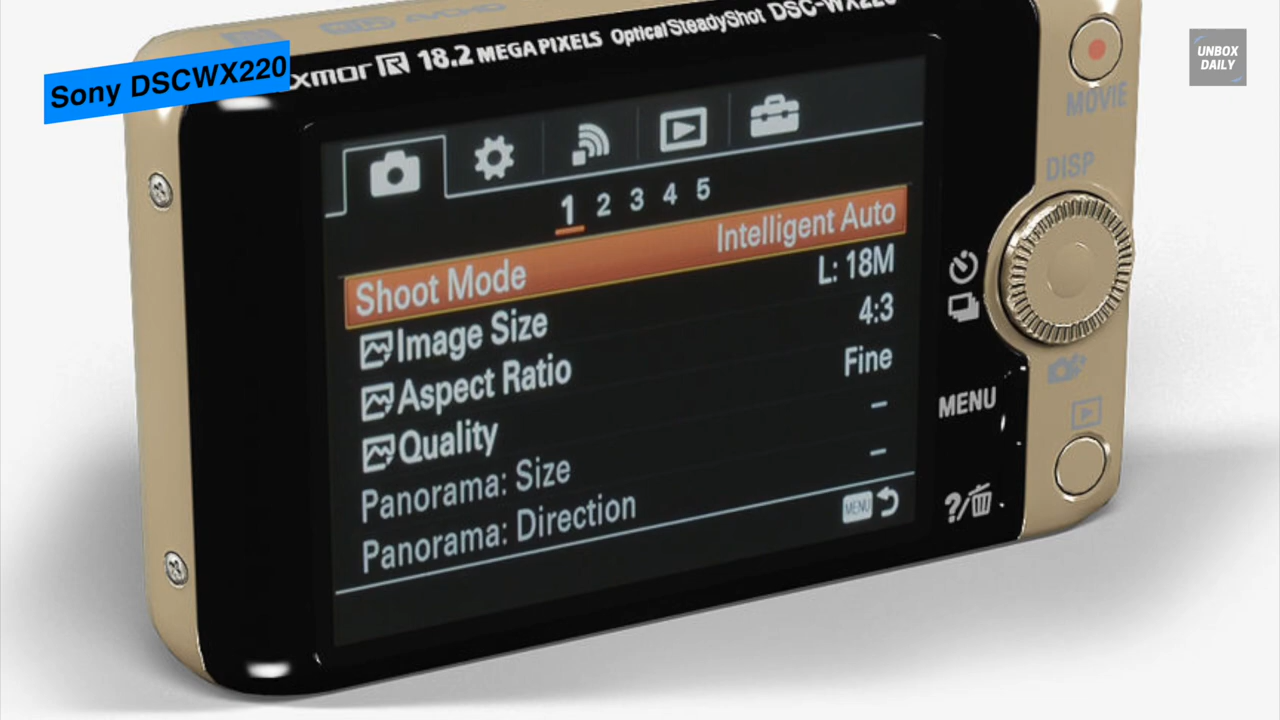 AVCHD
Sony DSCWX220
xmor R 18.2 MEGA PIXELS Optical SteadyShot DSC-WX220
UNBOX
DAILY
MOVIE
DISP
1 2 3 4 5
Shoot Mode Intelligent Auto
Image Size L: 18M
Aspect Ratio 4:3
Quality Fine
Panorama: Size –
Panorama: Direction –
MENU
MENU
?/